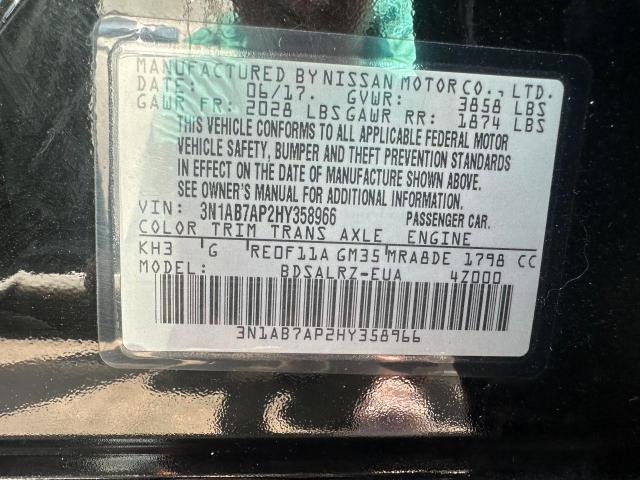 MANUFACTURED BY NISSAN MOTOR CO., LTD.
DATE: 06/17. GVWR: 3858 LBS
GAWR FR: 2028 LBS GAWR RR: 1874 LBS
THIS VEHICLE CONFORMS TO ALL APPLICABLE FEDERAL MOTOR
VEHICLE SAFETY, BUMPER AND THEFT PREVENTION STANDARDS
IN EFFECT ON THE DATE OF MANUFACTURE SHOWN ABOVE.
SEE OWNER'S MANUAL FOR ADDITIONAL INFORMATION.
VIN: 3N1AB7AP2HY358966 PASSENGER CAR.
COLOR TRIM TRANS AXLE ENGINE
KH3 G RE0F11A GM35 MRA8DE 1798 CC
MODEL: BDSALRZ-EUA 4Z000
3N1AB7AP2HY358966